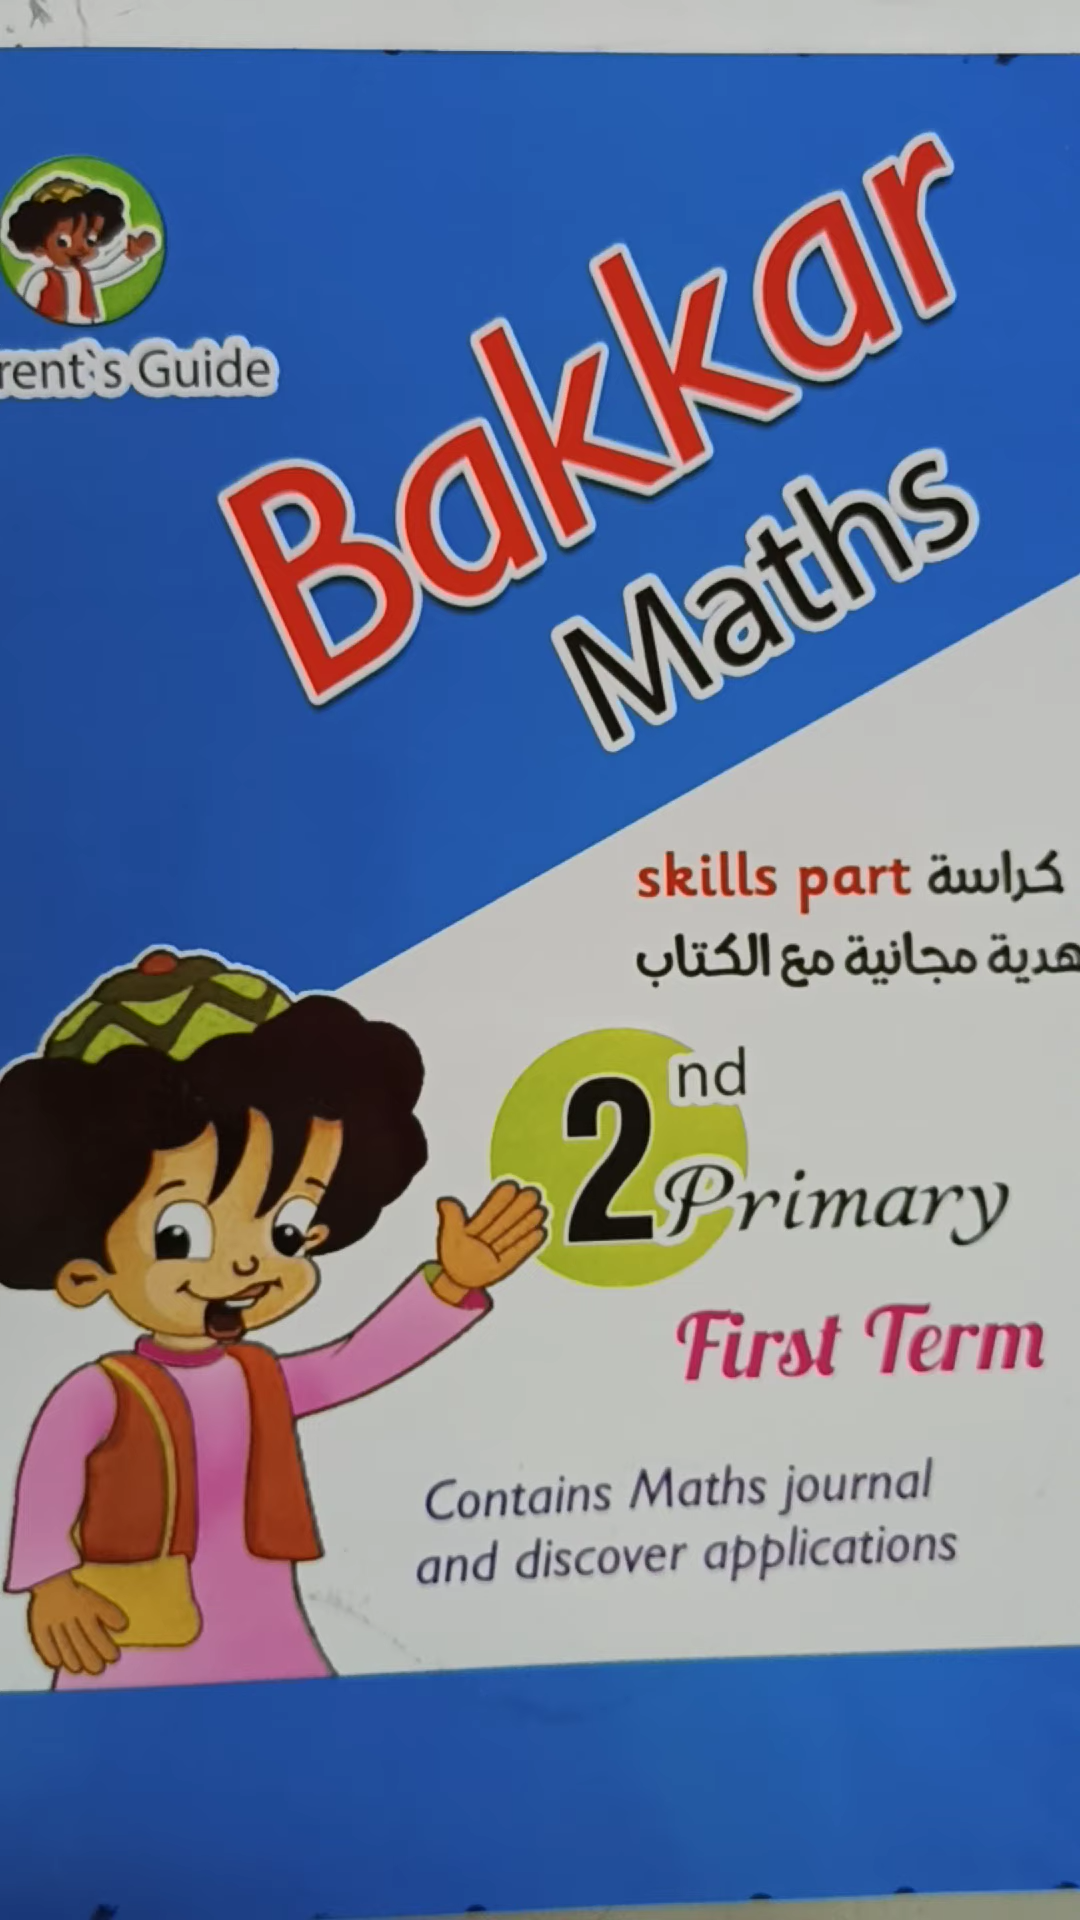 Guide
Bakkar
Maths
كراسة skills part
هدية مجانية مع الكتاب
2nd
Primary
First Term
Contains Maths journal
and discover applications